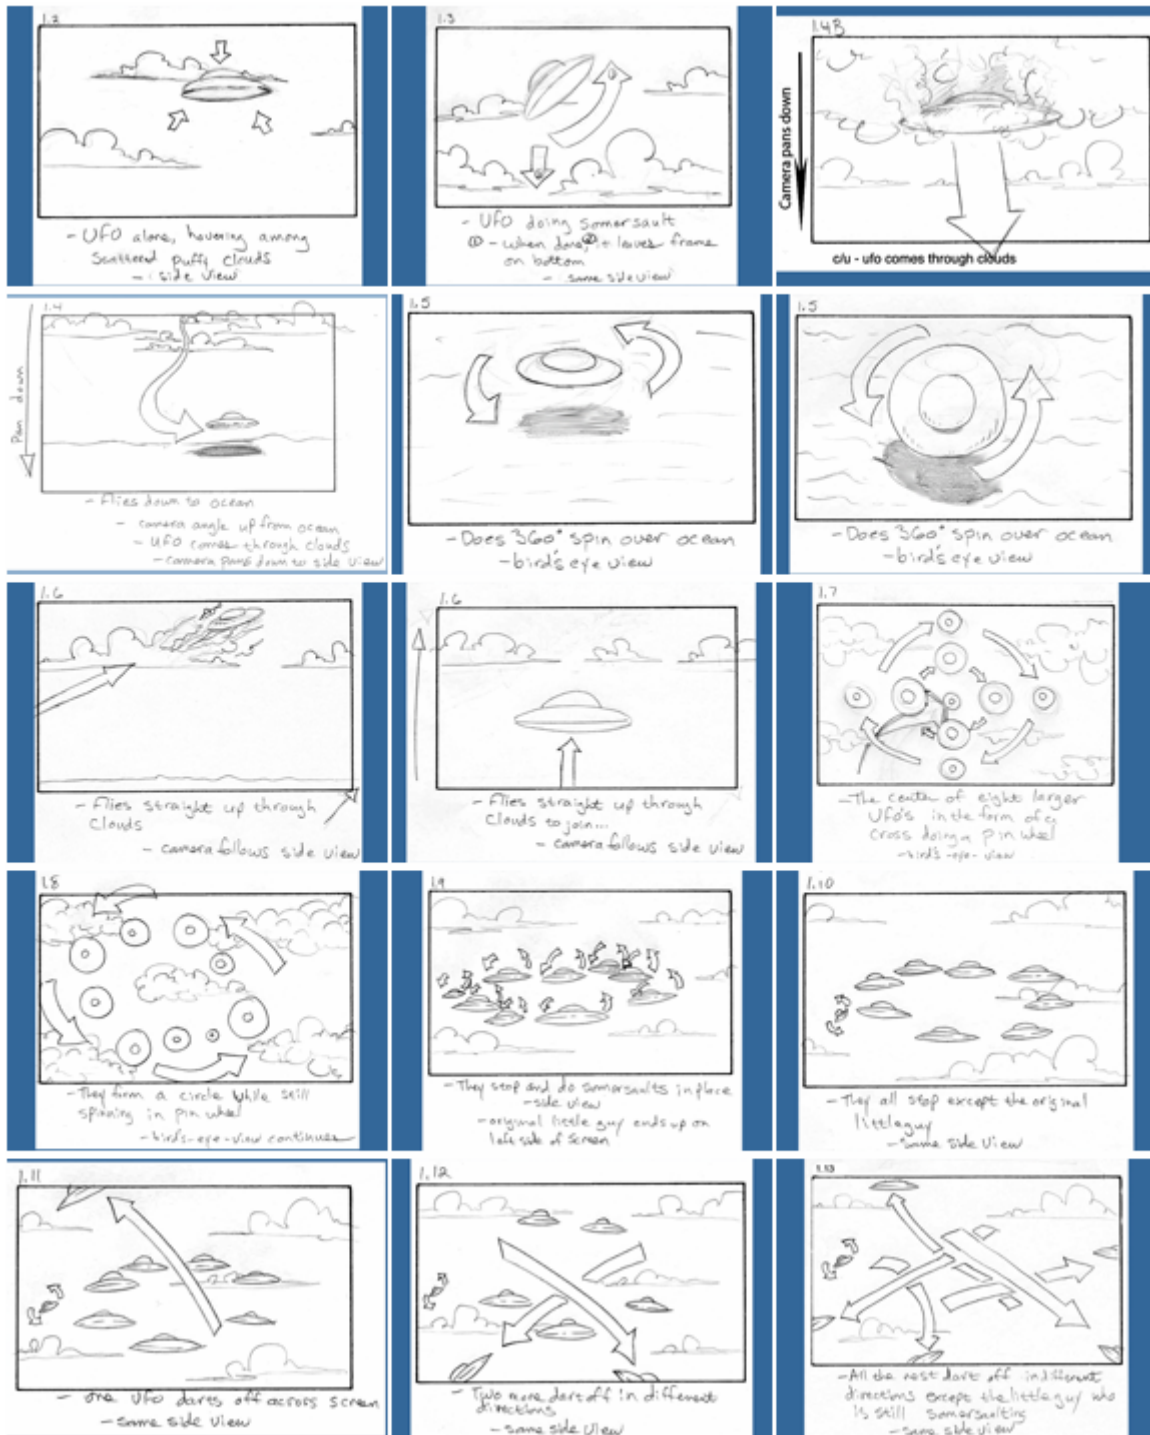 1.2
- UFO alone, hovering among
scattered puffy clouds
- side view
1.3
- UFO doing somersault
① - when done, ② it leaves frame
on bottom
- same side view
1.4B
Camera pans down
c/u - ufo comes through clouds
1.4
Pan down
- Flies down to ocean
- camera angle up from ocean
- UFO comes through clouds
- camera pans down to side view
1.5
- Does 360° spin over ocean
- bird's eye view
1.5
- Does 360° spin over ocean
- bird's eye view
1.6
- Flies straight up through
Clouds
- camera follows side view
1.6
- Flies straight up through
Clouds to join...
- camera follows side view
1.7
- The center of eight larger
UFO's in the form of a
cross doing a pin wheel
- bird's-eye-view
1.8
- They form a circle while still
spinning in pin wheel
- bird's-eye-view continues
1.9
- They stop and do somersaults in place
- side view
- original little guy ends up on
left side of screen
1.10
- They all stop except the original
little guy
- same side view
1.11
- one UFO darts off across screen
- same side view
1.12
- Two more dart off in different
directions
- same side view
1.13
- All the rest dart off in different
directions except the little guy who
is still somersaulting
- same side view